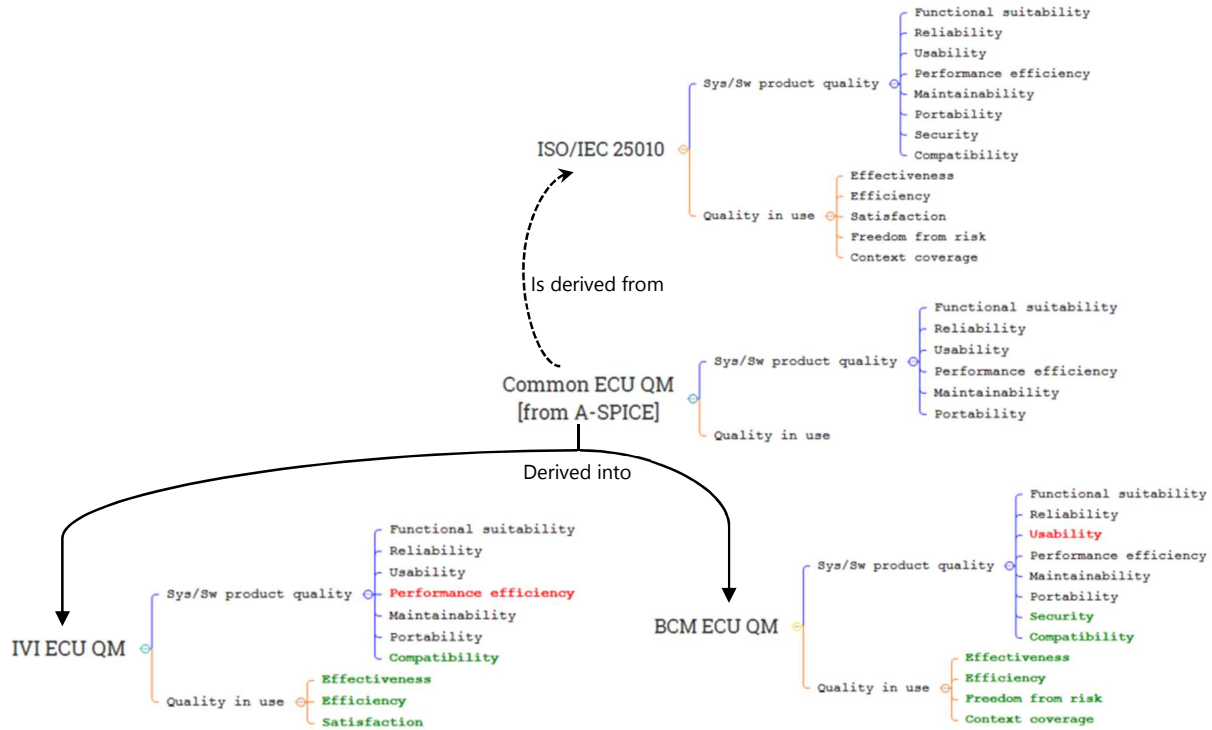 ISO/IEC 25010
Sys/Sw product quality
Functional suitability
Reliability
Usability
Performance efficiency
Maintainability
Portability
Security
Compatibility
Quality in use
Effectiveness
Efficiency
Satisfaction
Freedom from risk
Context coverage
Is derived from
Common ECU QM
[from A-SPICE]
Sys/Sw product quality
Functional suitability
Reliability
Usability
Performance efficiency
Maintainability
Portability
Quality in use
Derived into
IVI ECU QM
Sys/Sw product quality
Functional suitability
Reliability
Usability
Performance efficiency
Maintainability
Portability
Compatibility
Quality in use
Effectiveness
Efficiency
Satisfaction
BCM ECU QM
Sys/Sw product quality
Functional suitability
Reliability
Usability
Performance efficiency
Maintainability
Portability
Security
Compatibility
Quality in use
Effectiveness
Efficiency
Freedom from risk
Context coverage